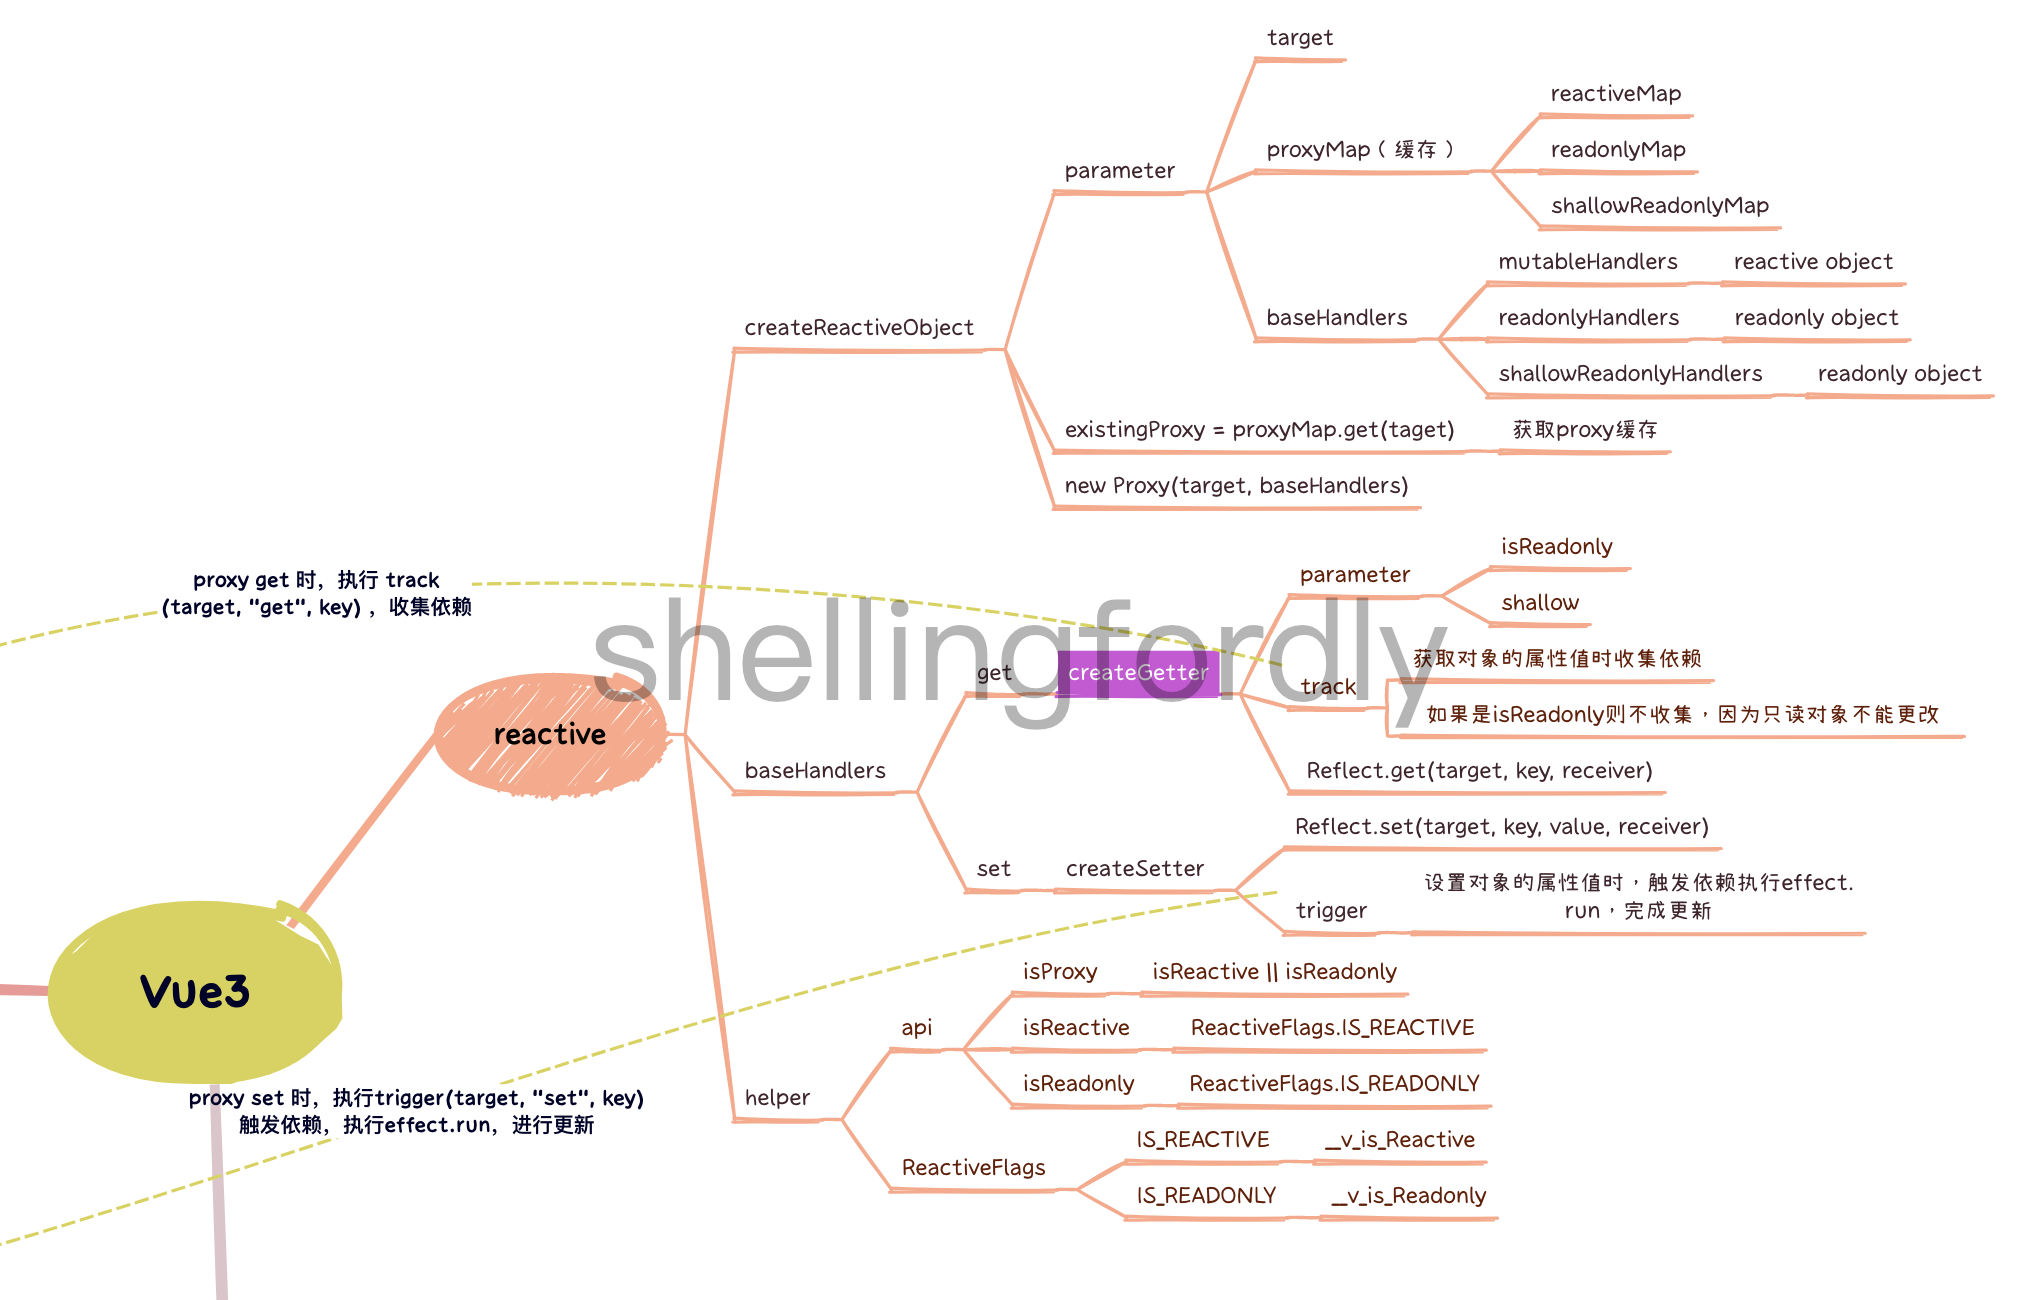 target
reactiveMap
proxyMap（缓存）
readonlyMap
parameter
shallowReadonlyMap
mutableHandlers
reactive object
createReactiveObject
baseHandlers
readonlyHandlers
readonly object
shallowReadonlyHandlers
readonly object
existingProxy = proxyMap.get(taget)
获取proxy缓存
new Proxy(target, baseHandlers)
proxy get 时，执行 track
(target, "get", key) ，收集依赖
shellingfordly
reactive
baseHandlers
get
createGetter
parameter
isReadonly
shallow
track
获取对象的属性值时收集依赖
如果是isReadonly则不收集，因为只读对象不能更改
Reflect.get(target, key, receiver)
set
createSetter
Reflect.set(target, key, value, receiver)
trigger
设置对象的属性值时，触发依赖执行effect.
run，完成更新
Vue3
proxy set 时，执行trigger(target, "set", key)
触发依赖，执行effect.run，进行更新
helper
api
isProxy
isReactive || isReadonly
isReactive
ReactiveFlags.IS_REACTIVE
isReadonly
ReactiveFlags.IS_READONLY
ReactiveFlags
IS_REACTIVE
__v_is_Reactive
IS_READONLY
__v_is_Readonly